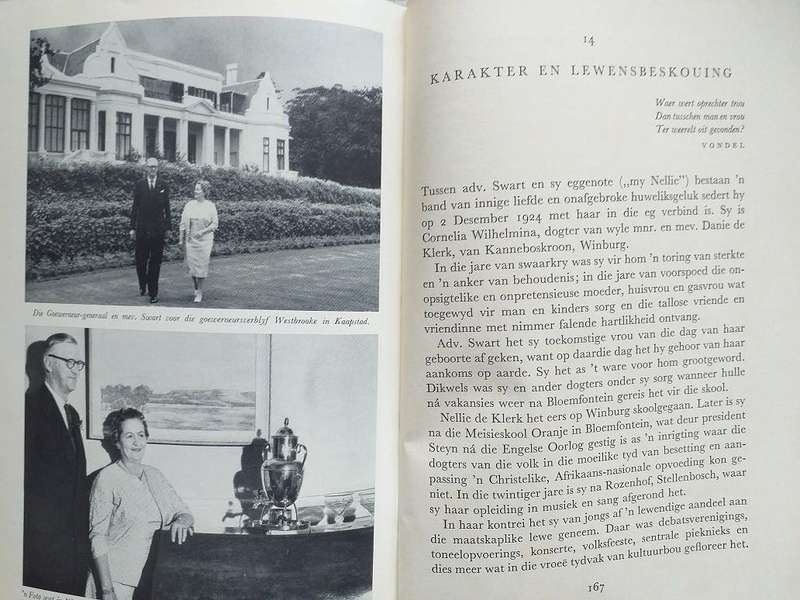 Die Goewerneur-generaal en mev. Swart voor die goewerneursverblyf Westbrooke in Kaapstad.
'n Foto wat in
14
KARAKTER EN LEWENSBESKOUING
Waer wert oprechter trou
Dan tusschen man en vrou
Ter weerelt oit gevonden?
VONDEL
Tussen adv. Swart en sy eggenote („my Nellie") bestaan 'n
band van innige liefde en onafgebroke huweliksgeluk sedert hy
op 2 Desember 1924 met haar in die eg verbind is. Sy is
Cornelia Wilhelmina, dogter van wyle mnr. en mev. Danie de
Klerk, van Kanneboskroon, Winburg.
In die jare van swaarkry was sy vir hom 'n toring van sterkte
en 'n anker van behoudenis; in die jare van voorspoed die on-
opsigtelike en onpretensieuse moeder, huisvrou en gasvrou wat
toegewyd vir man en kinders sorg en die tallose vriende en
vriendinne met nimmer falende hartlikheid ontvang.
Adv. Swart het sy toekomstige vrou van die dag van haar
geboorte af geken, want op daardie dag het hy gehoor van haar
aankoms op aarde. Sy het as 't ware voor hom grootgeword.
Dikwels was sy en ander dogters onder sy sorg wanneer hulle
ná vakansies weer na Bloemfontein gereis het vir die skool.
Nellie de Klerk het eers op Winburg skoolgegaan. Later is sy
na die Meisieskool Oranje in Bloemfontein, wat deur president
Steyn ná die Engelse Oorlog gestig is as 'n inrigting waar die
dogters van die volk in die moeilike tyd van besetting en aan-
passing 'n Christelike, Afrikaans-nasionale opvoeding kon ge-
niet. In die twintiger jare is sy na Rozenhof, Stellenbosch, waar
sy haar opleiding in musiek en sang afgerond het.
In haar kontrei het sy van jongs af 'n lewendige aandeel aan
die maatskaplike lewe geneem. Daar was debatsverenigings,
toneelopvoerings, konserte, volksfeeste, sentrale pieknieks en
dies meer wat in die vroeë tydvak van kultuurbou gefloreer het.
167